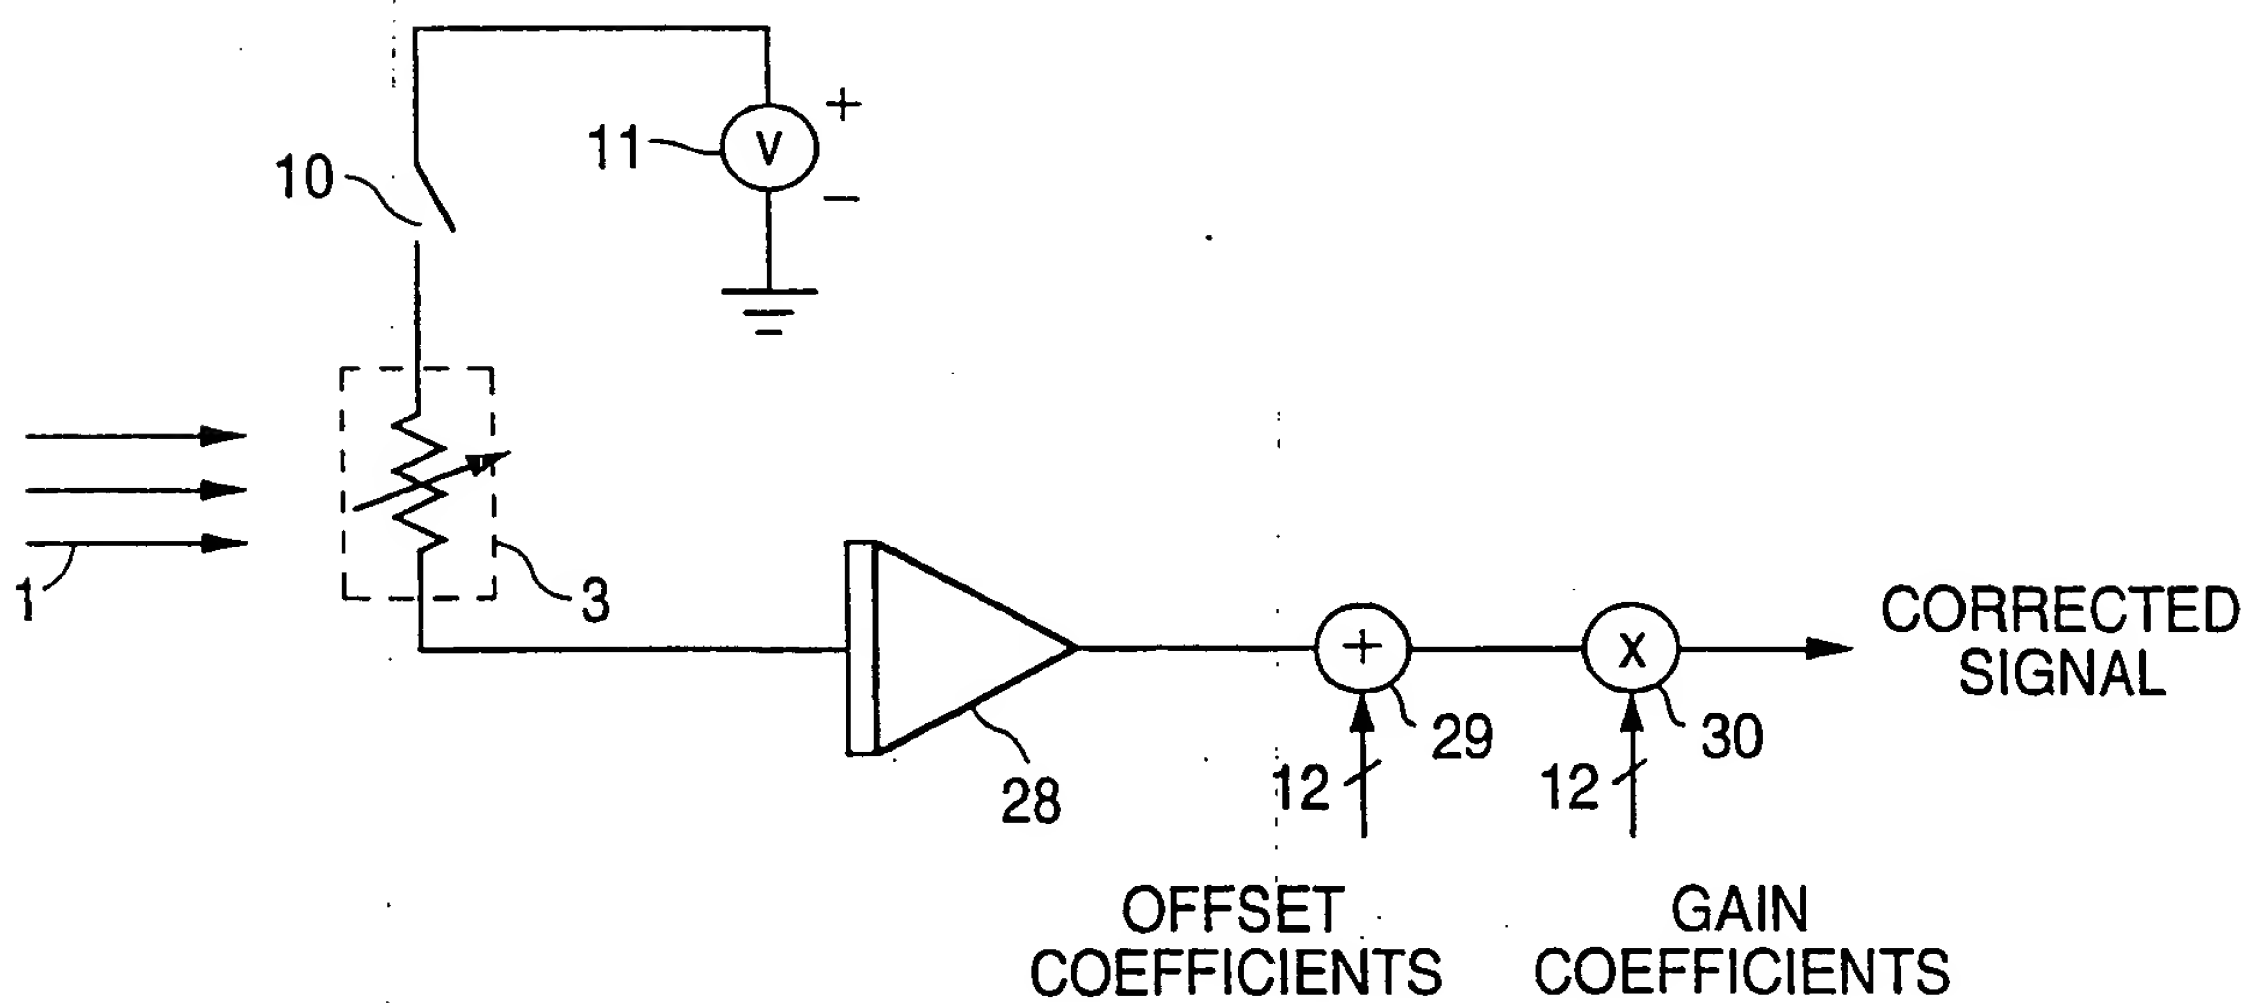 +
11
V
10
−
1
3
CORRECTED
SIGNAL
+
X
29
30
28
12
12
OFFSET
COEFFICIENTS
GAIN
COEFFICIENTS